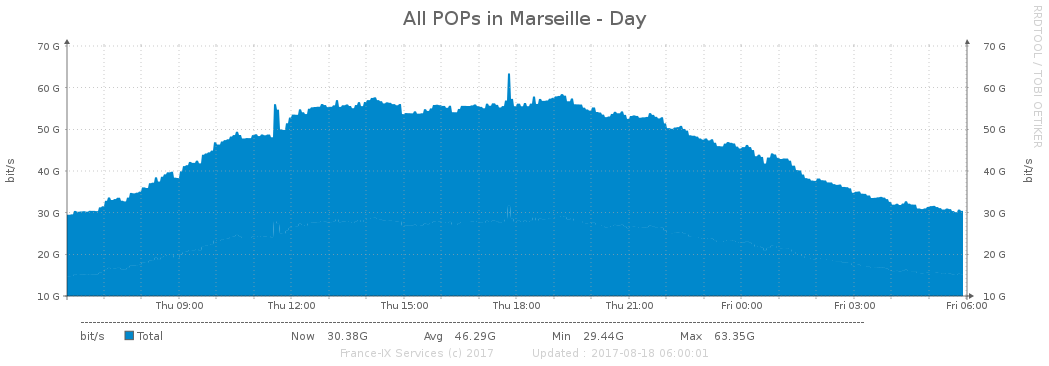 All POPs in Marseille - Day
RRDTOOL / TOBI OETIKER
70 G 70 G
60 G 60 G
50 G 50 G
40 G 40 G
30 G 30 G
20 G 20 G
10 G 10 G
bit/s
bit/s
Thu 09:00 Thu 12:00 Thu 15:00 Thu 18:00 Thu 21:00 Fri 00:00 Fri 03:00 Fri 06:00
bit/s Total Now 30.38G Avg 46.29G Min 29.44G Max 63.35G
France-IX Services (c) 2017 Updated : 2017-08-18 06:00:01